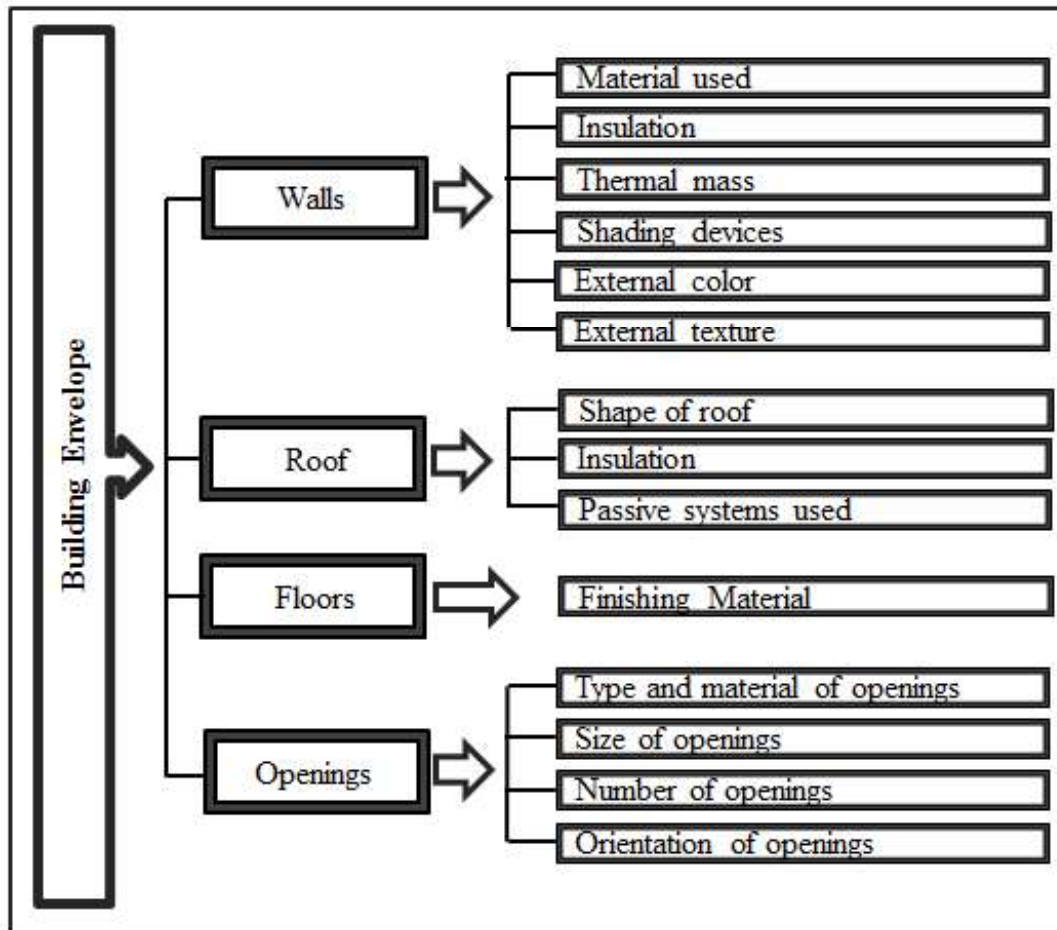 Building Envelope
Walls
Material used
Insulation
Thermal mass
Shading devices
External color
External texture
Roof
Shape of roof
Insulation
Passive systems used
Floors
Finishing Material
Openings
Type and material of openings
Size of openings
Number of openings
Orientation of openings